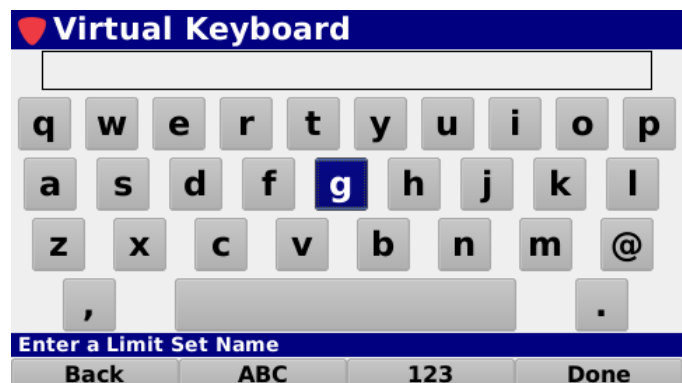 Virtual Keyboard
q w e r t y u i o p
a s d f g h j k l
z x c v b n m @
, .
Enter a Limit Set Name
Back ABC 123 Done